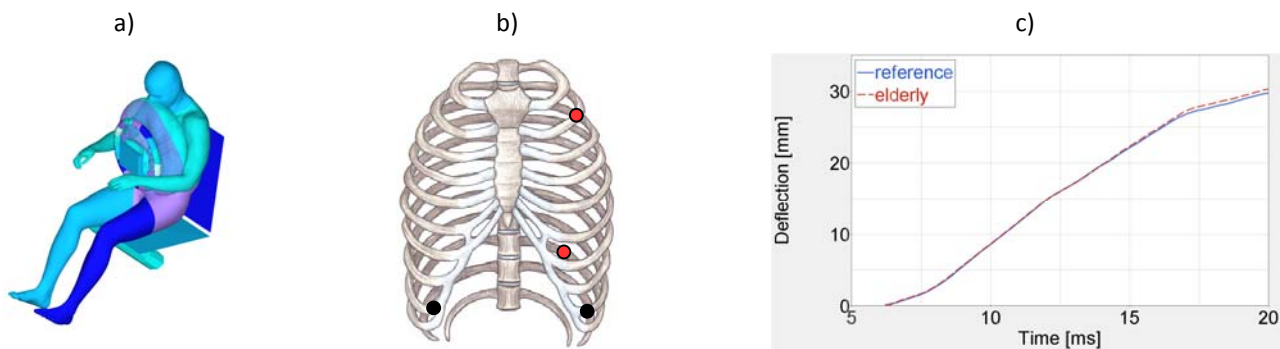 a)
b)
c)
reference
elderly
Deflection [mm]
30
20
10
0
5
10
15
20
Time [ms]